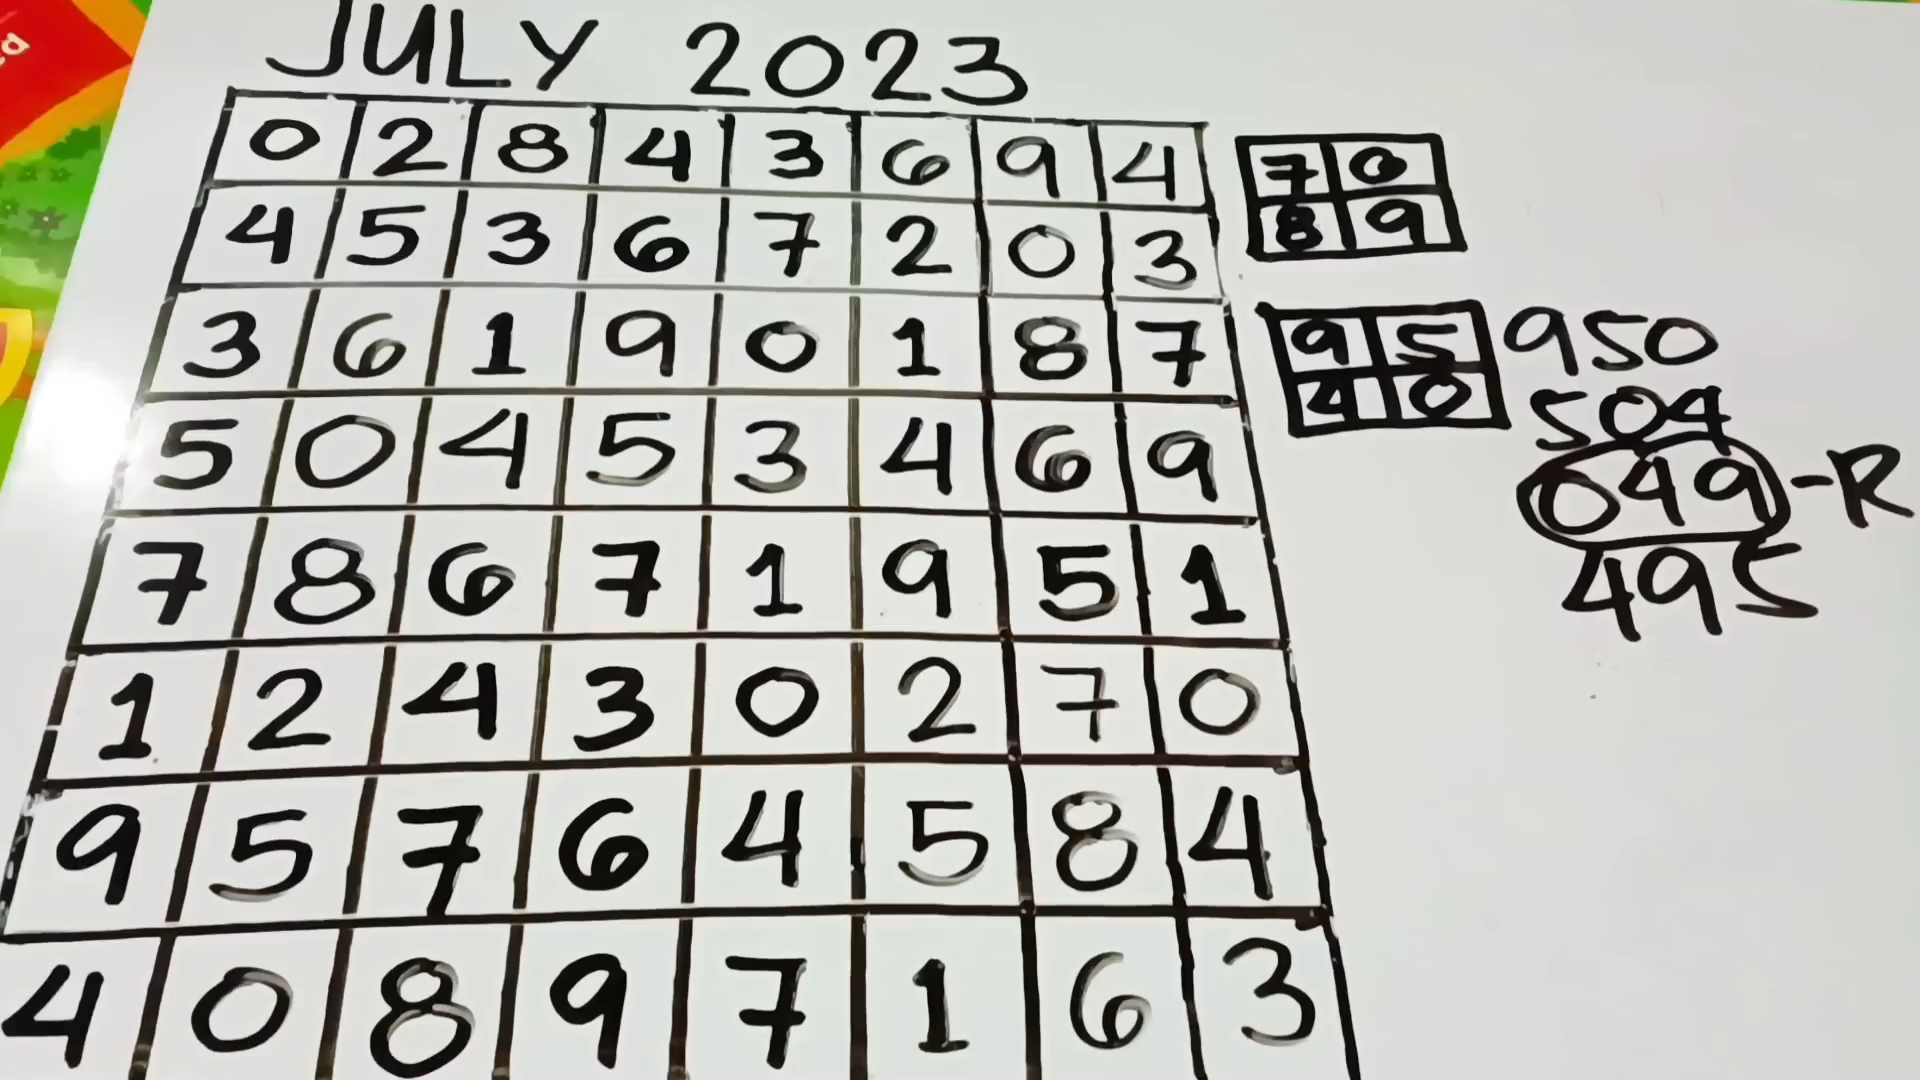 JULY 2023
0 2 8 4 3 6 9 4
4 5 3 6 7 2 0 3
3 6 1 9 0 1 8 7
5 0 4 5 3 4 6 9
7 8 6 7 1 9 5 1
1 2 4 3 0 2 7 0
9 5 7 6 4 5 8 4
4 0 8 9 7 1 6 3
7 0
8 9
9 5
4 0
950
504
049-R
495